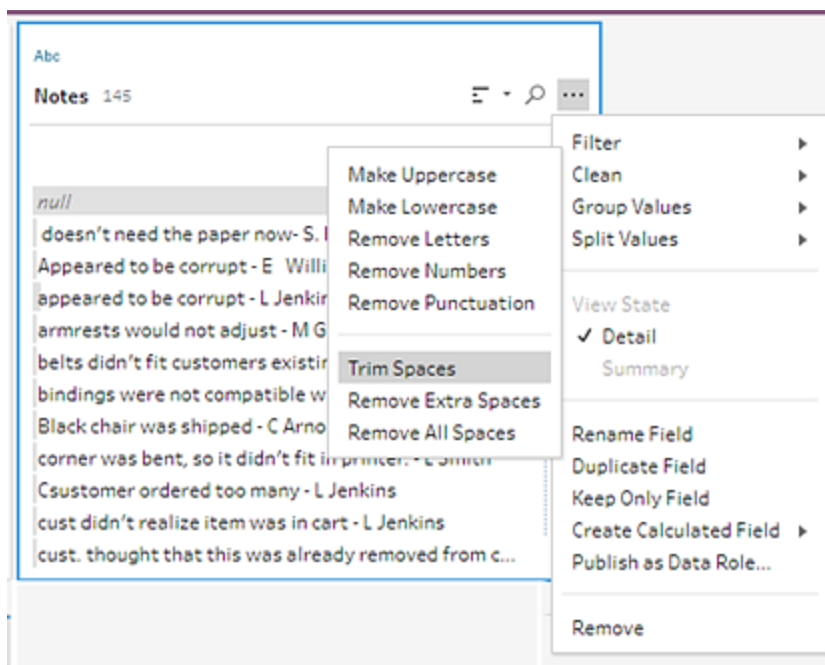 Abc
Notes 145
null
doesn't need the paper now- S.
Appeared to be corrupt - E Willi
appeared to be corrupt - L Jenkin
armrests would not adjust - M G
belts didn't fit customers existin
bindings were not compatible w
Black chair was shipped - C Arno
corner was bent, so it didn't fit in printer. - L Smith
Csustomer ordered too many - L Jenkins
cust didn't realize item was in cart - L Jenkins
cust. thought that this was already removed from c...
Make Uppercase
Make Lowercase
Remove Letters
Remove Numbers
Remove Punctuation
Trim Spaces
Remove Extra Spaces
Remove All Spaces
Filter
Clean
Group Values
Split Values
View State
✓ Detail
Summary
Rename Field
Duplicate Field
Keep Only Field
Create Calculated Field
Publish as Data Role...
Remove